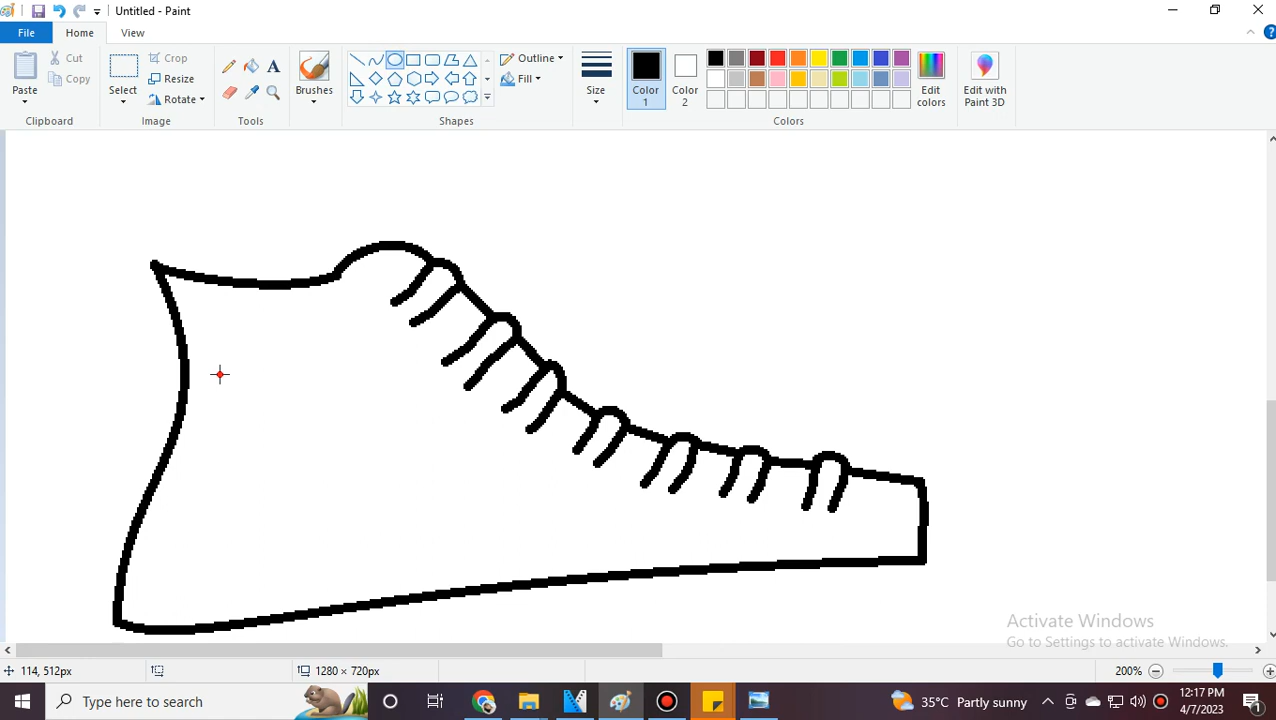 Untitled - Paint
File
Home
View
Paste
Cut
Copy
Clipboard
Select
Crop
Resize
Rotate
Image
A
Tools
Brushes
Outline
Fill
Shapes
Size
Color
1
Color
2
Edit
colors
Colors
Edit with
Paint 3D
Activate Windows
Go to Settings to activate Windows.
114, 512px
1280 × 720px
200%
Type here to search
35°C Partly sunny
12:17 PM
4/7/2023
1